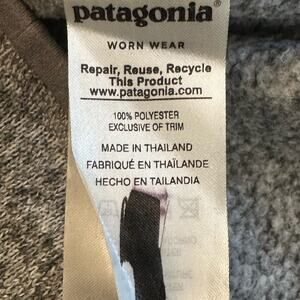 patagonia®
WORN WEAR
Repair, Reuse, Recycle
This Product
www.patagonia.com
100% POLYESTER
EXCLUSIVE OF TRIM
MADE IN THAILAND
FABRIQUÉ EN THAÏLANDE
HECHO EN TAILANDIA